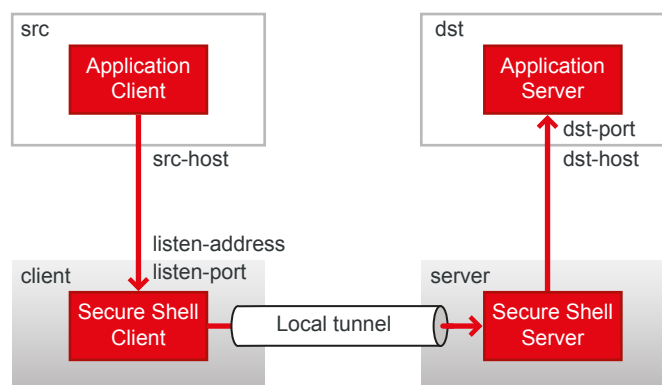 src
Application
Client
src-host
listen-address
listen-port
client
Secure Shell
Client
Local tunnel
dst
Application
Server
dst-port
dst-host
server
Secure Shell
Server